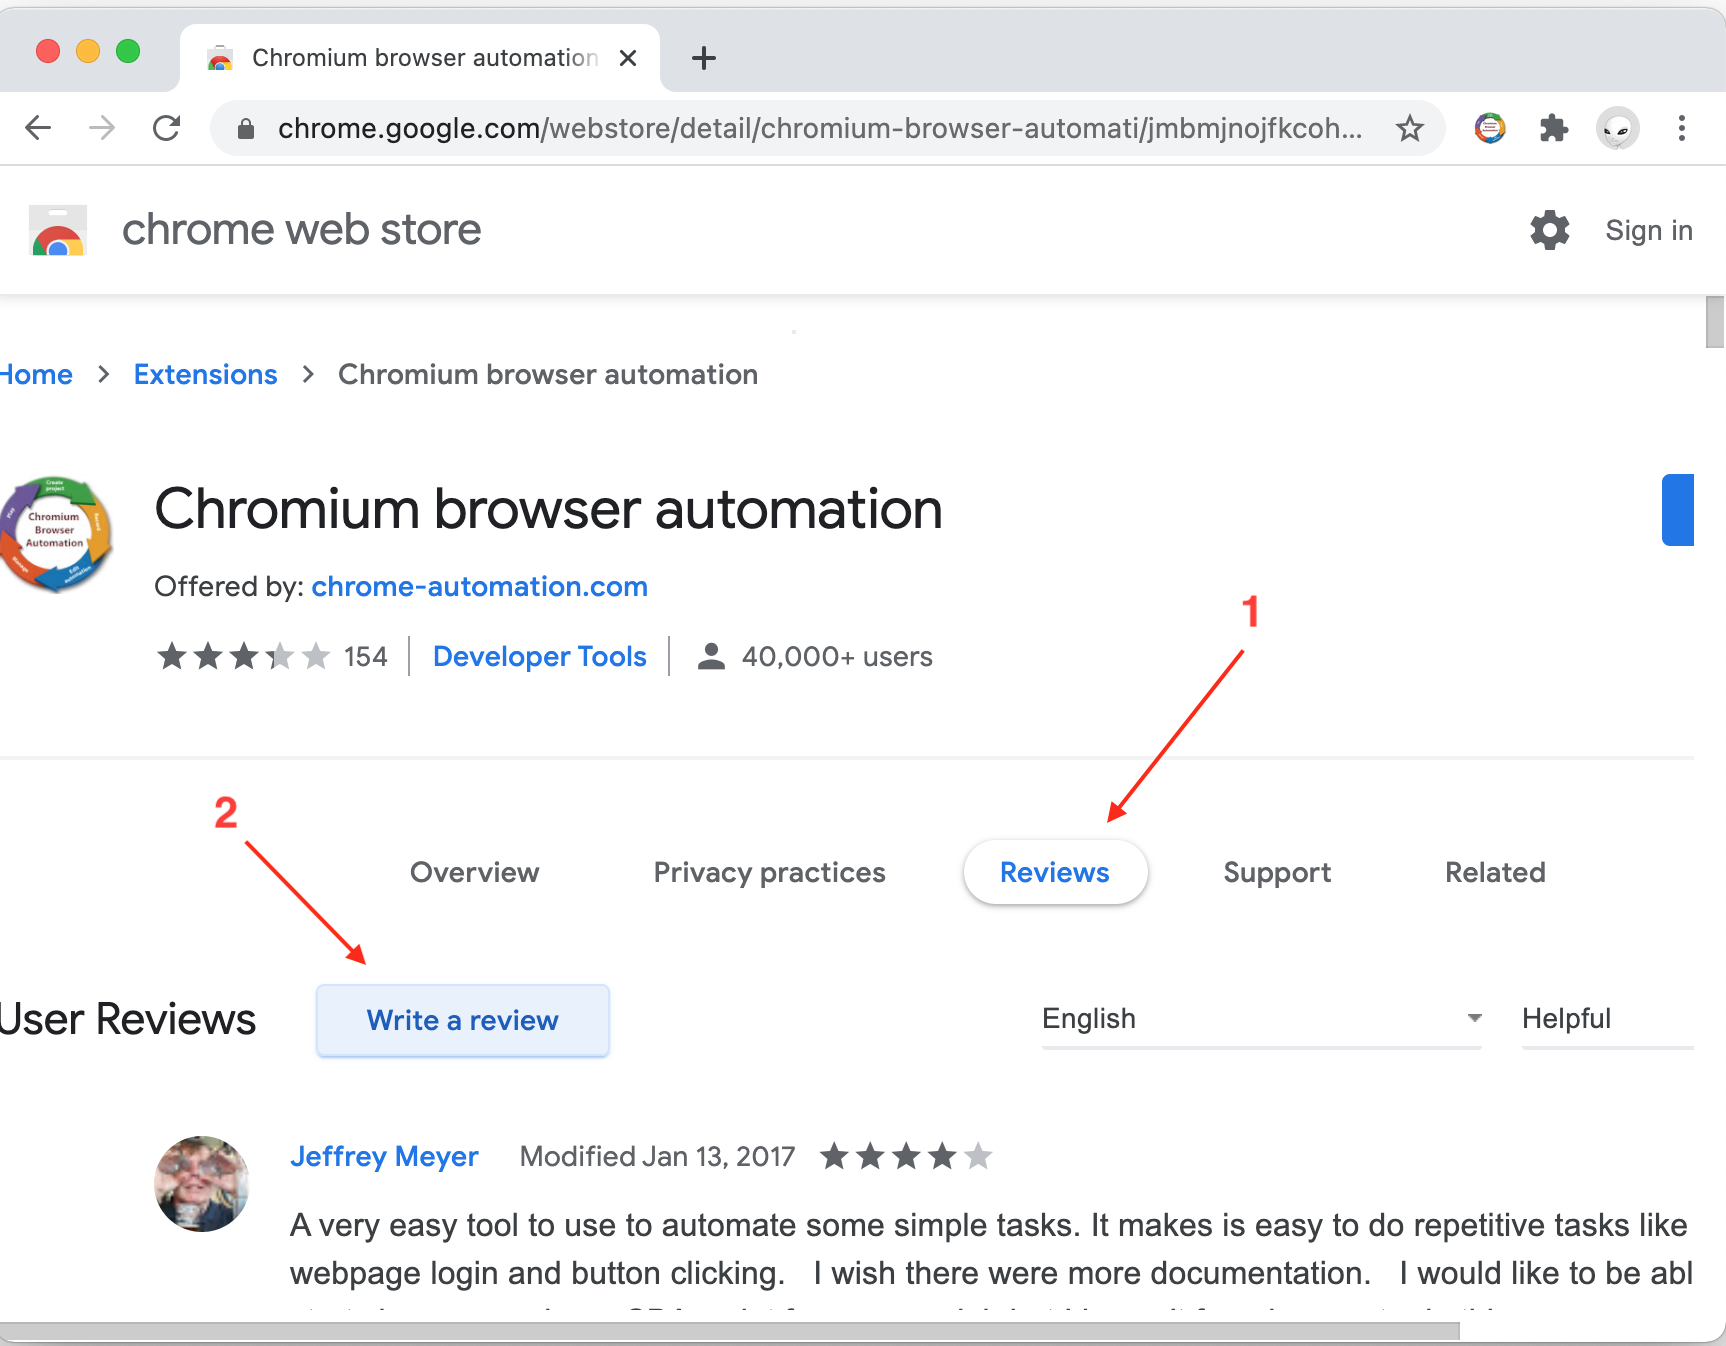 Chromium browser automation
chrome.google.com/webstore/detail/chromium-browser-automati/jmbmjnojfkcoh...
chrome web store
Sign in
Home > Extensions > Chromium browser automation
Create project
Chromium
Browser
Automation
Edit automation
Chromium browser automation
Offered by: chrome-automation.com
1
154 Developer Tools 40,000+ users
2
Overview Privacy practices Reviews Support Related
User Reviews Write a review English Helpful
Jeffrey Meyer Modified Jan 13, 2017
A very easy tool to use to automate some simple tasks. It makes is easy to do repetitive tasks like
webpage login and button clicking. I wish there were more documentation. I would like to be abl